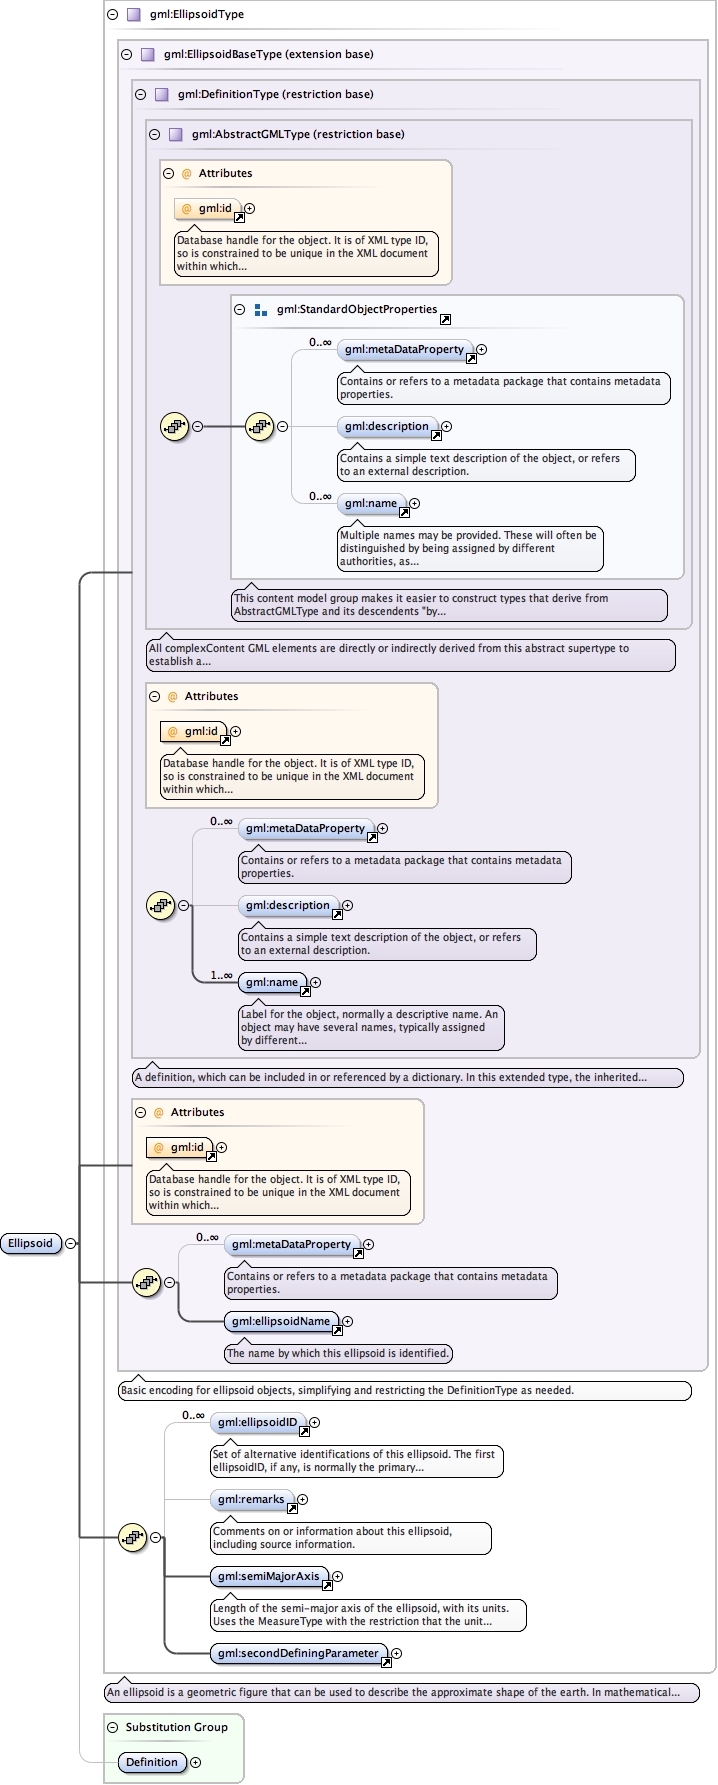 gml:EllipsoidType
gml:EllipsoidBaseType (extension base)
gml:DefinitionType (restriction base)
gml:AbstractGMLType (restriction base)
@ Attributes
@ gml:id
Database handle for the object. It is of XML type ID,
so is constrained to be unique in the XML document
within which...
gml:StandardObjectProperties
0..∞
gml:metaDataProperty
Contains or refers to a metadata package that contains metadata
properties.
gml:description
Contains a simple text description of the object, or refers
to an external description.
0..∞
gml:name
Multiple names may be provided. These will often be
distinguished by being assigned by different
authorities, as...
This content model group makes it easier to construct types that derive from
AbstractGMLType and its descendents "by...
All complexContent GML elements are directly or indirectly derived from this abstract supertype to
establish a...
@ Attributes
@ gml:id
Database handle for the object. It is of XML type ID,
so is constrained to be unique in the XML document
within which...
0..∞
gml:metaDataProperty
Contains or refers to a metadata package that contains metadata
properties.
gml:description
Contains a simple text description of the object, or refers
to an external description.
1..∞
gml:name
Label for the object, normally a descriptive name. An
object may have several names, typically assigned
by different...
A definition, which can be included in or referenced by a dictionary. In this extended type, the inherited...
@ Attributes
@ gml:id
Database handle for the object. It is of XML type ID,
so is constrained to be unique in the XML document
within which...
Ellipsoid
0..∞
gml:metaDataProperty
Contains or refers to a metadata package that contains metadata
properties.
gml:ellipsoidName
The name by which this ellipsoid is identified.
Basic encoding for ellipsoid objects, simplifying and restricting the DefinitionType as needed.
0..∞
gml:ellipsoidID
Set of alternative identifications of this ellipsoid. The first
ellipsoidID, if any, is normally the primary...
gml:remarks
Comments on or information about this ellipsoid,
including source information.
gml:semiMajorAxis
Length of the semi-major axis of the ellipsoid, with its units.
Uses the MeasureType with the restriction that the unit...
gml:secondDefiningParameter
An ellipsoid is a geometric figure that can be used to describe the approximate shape of the earth. In mathematical...
Substitution Group
Definition